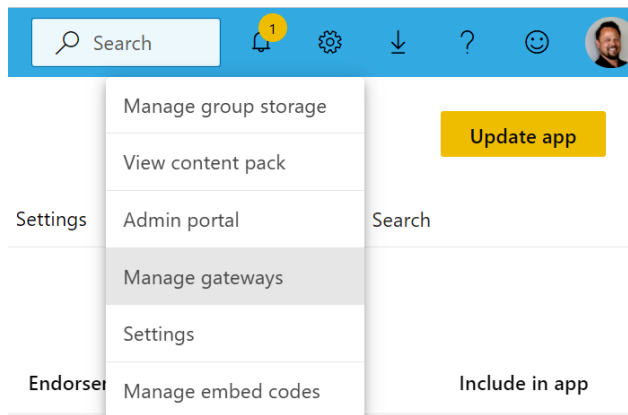 Search
1
Manage group storage
Update app
View content pack
Settings
Admin portal
Search
Manage gateways
Settings
Endorser
Include in app
Manage embed codes